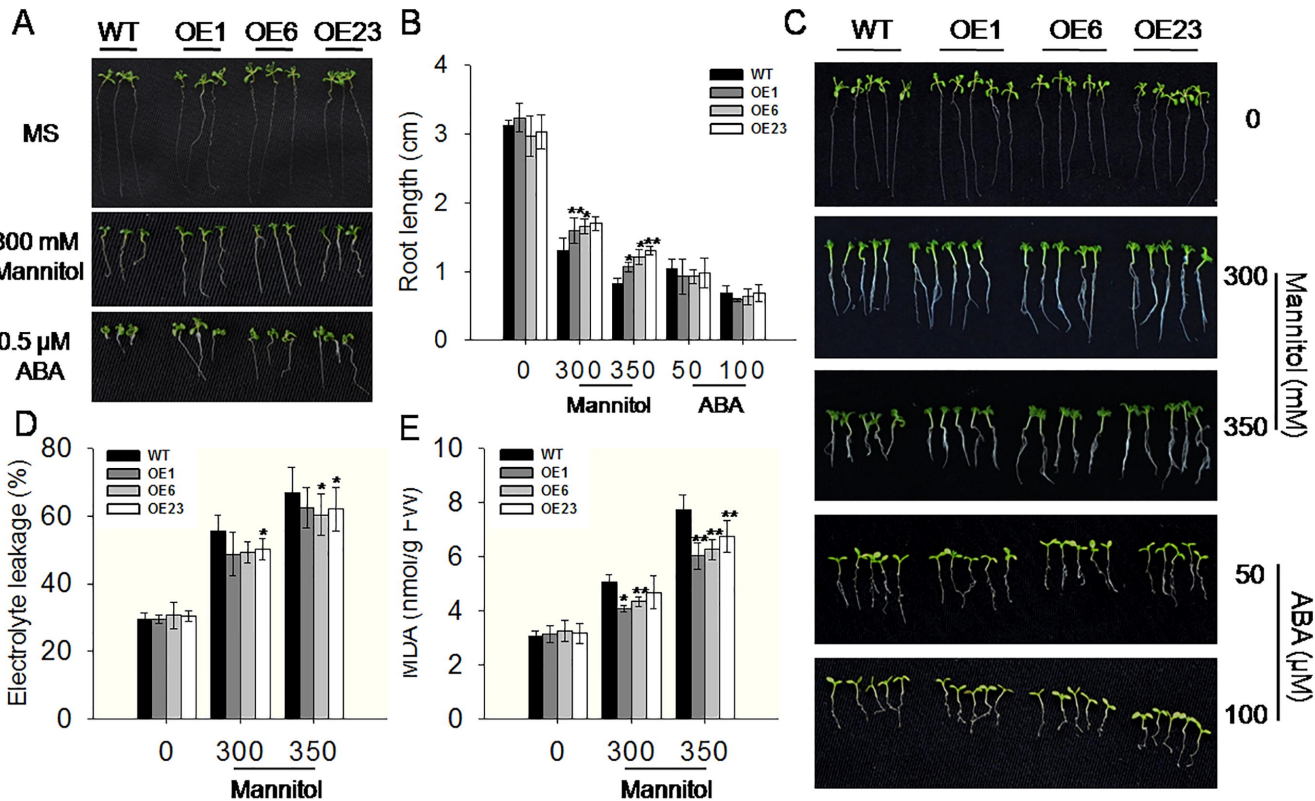 A
WT OE1 OE6 OE23
MS
300 mM
Mannitol
0.5 µM
ABA
B
Root length (cm)
4
3
2
1
0
WT
OE1
OE6
OE23
** *
* * **
0 300 350 50 100
Mannitol ABA
C
WT OE1 OE6 OE23
0
300
350
Mannitol (mM)
50
100
ABA (µM)
D
Electrolyte leakage (%)
80
60
40
20
0
WT
OE1
OE6
OE23
*
* *
0 300 350
Mannitol
E
MDA (nmol/g FW)
10
8
6
4
2
0
WT
OE1
OE6
OE23
* **
** ** **
0 300 350
Mannitol